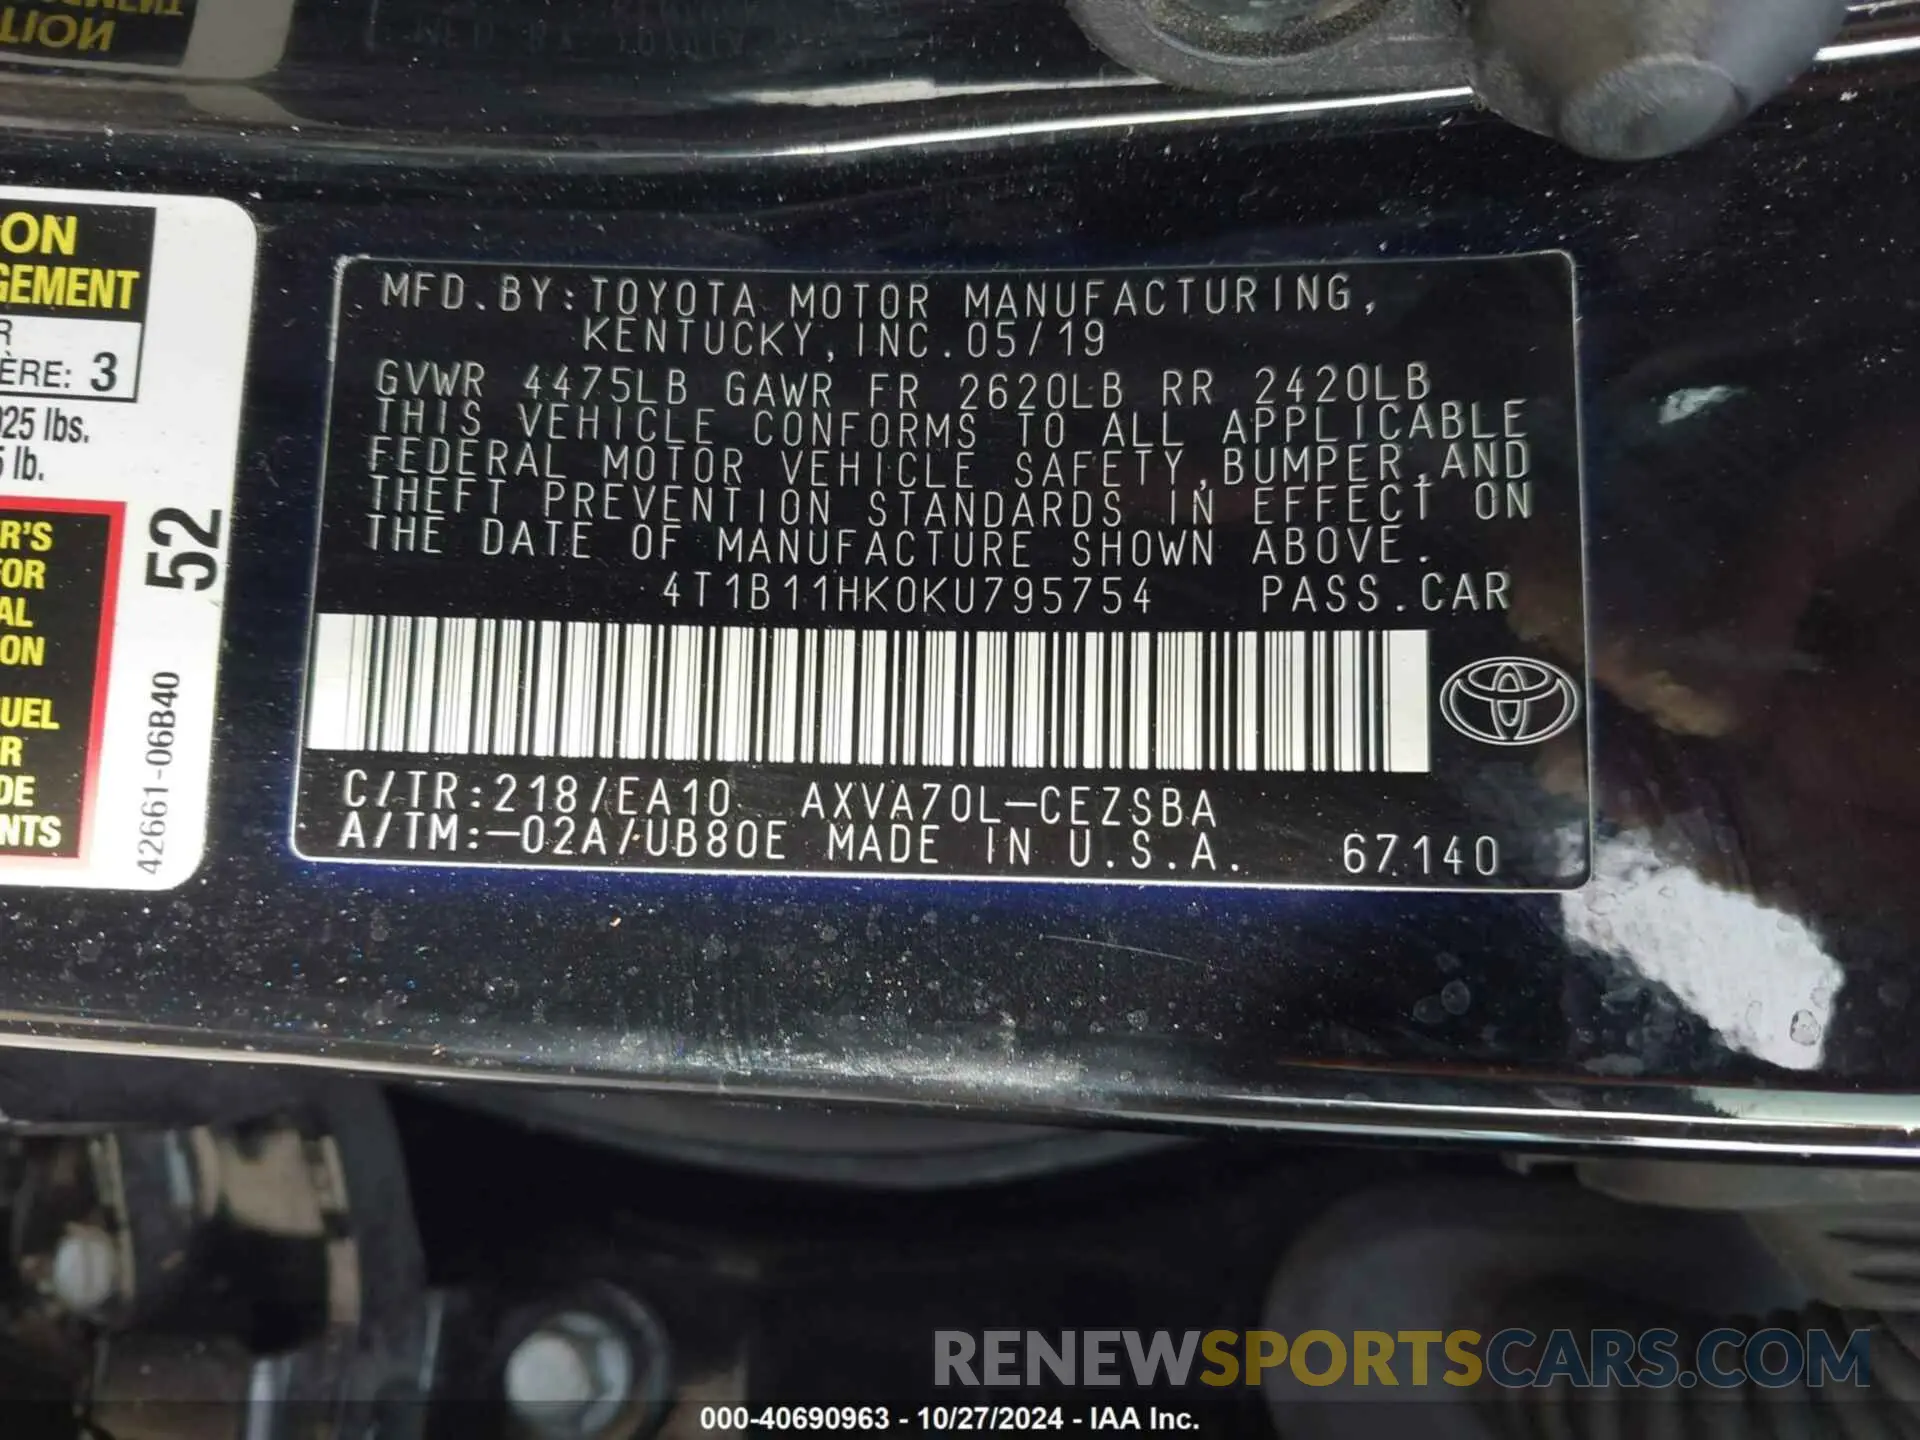 TION
ON
GEMENT
R
ÈRE: 3
025 lbs.
5 lb.
R'S
TOR
AL
ON
UEL
R
DE
NTS
52
42661-06B40
MFD.BY:TOYOTA MOTOR MANUFACTURING,
KENTUCKY,INC.05/19
GVWR 4475LB GAWR FR 2620LB RR 2420LB
THIS VEHICLE CONFORMS TO ALL APPLICABLE
FEDERAL MOTOR VEHICLE SAFETY,BUMPER,AND
THEFT PREVENTION STANDARDS IN EFFECT ON
THE DATE OF MANUFACTURE SHOWN ABOVE.
4T1B11HK0KU795754 PASS.CAR
C/TR:218/EA10 AXVA70L-CEZSBA
A/TM:-02A/UB80E MADE IN U.S.A. 67140
RENEWSPORTSCARS.COM
000-40690963 - 10/27/2024 - IAA Inc.